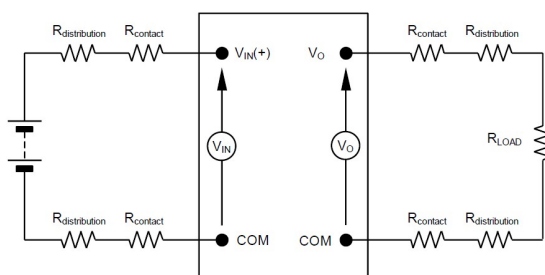 Rdistribution Rcontact Rcontact Rdistribution
VIN(+) VO
RLOAD
VIN VO
Rdistribution Rcontact COM COM Rcontact Rdistribution